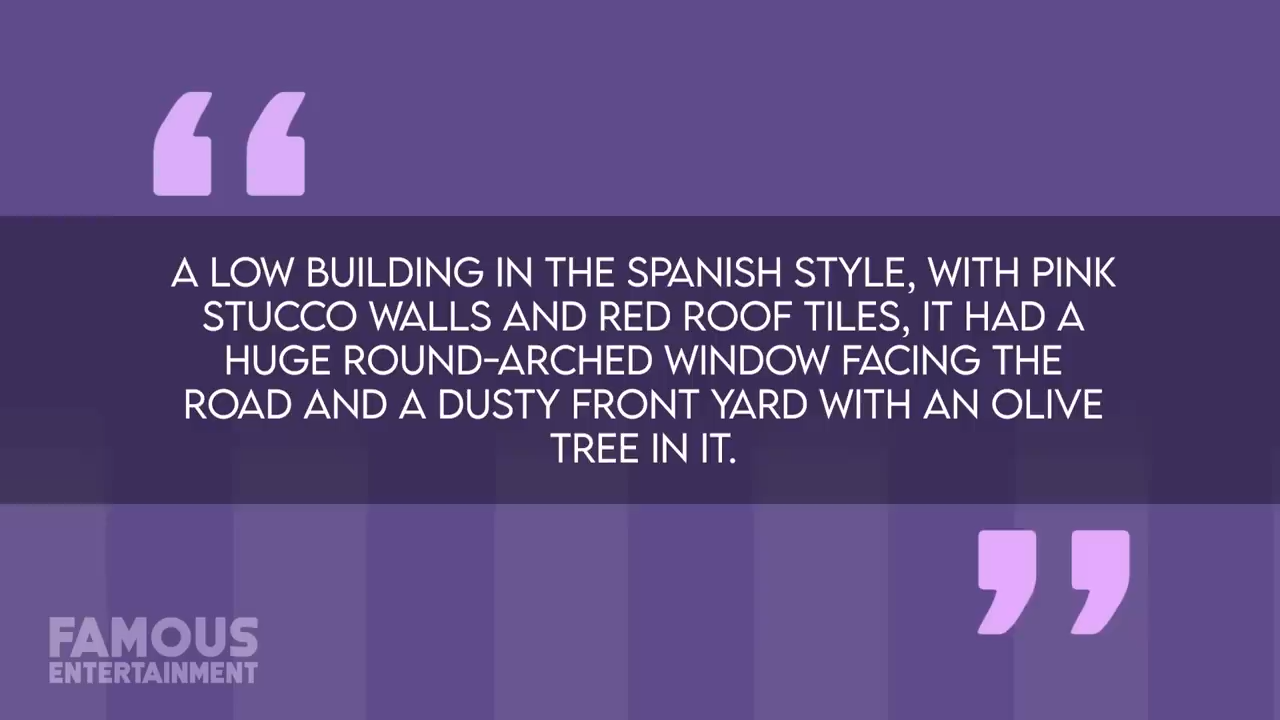 A LOW BUILDING IN THE SPANISH STYLE, WITH PINK
STUCCO WALLS AND RED ROOF TILES, IT HAD A
HUGE ROUND-ARCHED WINDOW FACING THE
ROAD AND A DUSTY FRONT YARD WITH AN OLIVE
TREE IN IT.
FAMOUS
ENTERTAINMENT